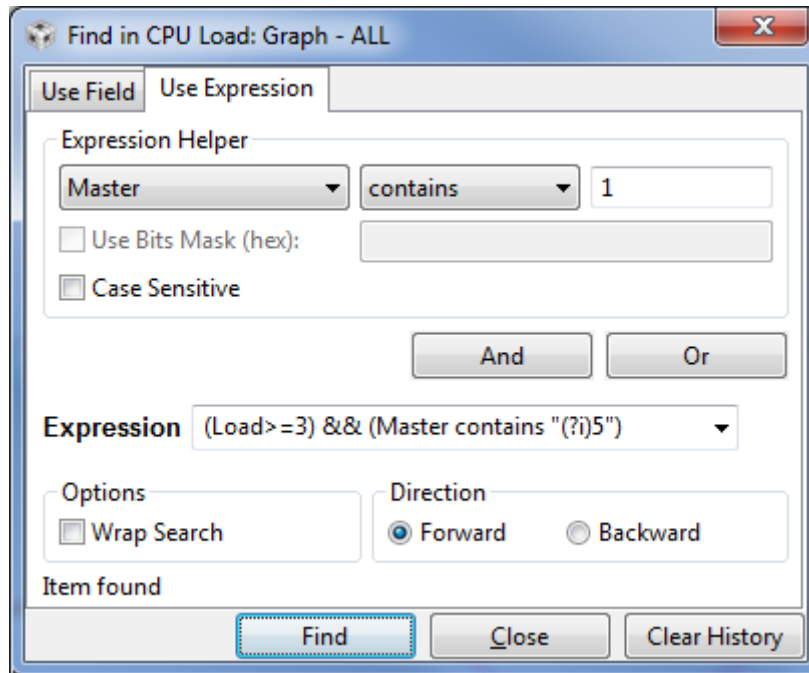 Find in CPU Load: Graph - ALL
Use Field Use Expression
Expression Helper
Master contains 1
Use Bits Mask (hex):
Case Sensitive
And Or
Expression (Load>=3) && (Master contains "(?i)5")
Options Direction
Wrap Search Forward Backward
Item found
Find Close Clear History